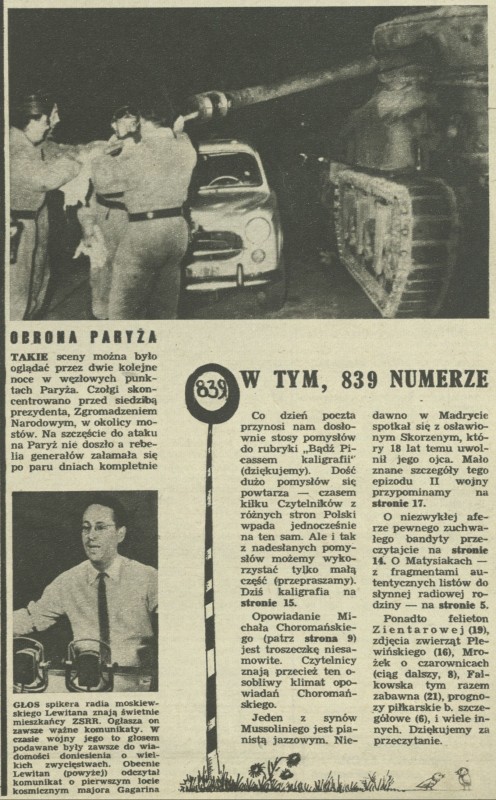 OBRONA PARYŻA
TAKIE sceny można było
oglądać przez dwie kolejne
noce w węzłowych punk-
tach Paryża. Czołgi skon-
centrowano przed siedzibą
prezydenta, Zgromadzeniem
Narodowym, w okolicy mo-
stów. Na szczęście do ataku
na Paryż nie doszło a rebe-
lia generałów załamała się
po paru dniach kompletnie
GŁOS spikera radia moskiew-
skiego Lewitana znają świetnie
mieszkańcy ZSRR. Ogłasza on
zawsze ważne komunikaty. W
czasie wojny jego to głosem
podawane były zawsze do wia-
domości doniesienia o wiel-
kich zwycięstwach. Obecnie
Lewitan (powyżej) odczytał
komunikat o pierwszym locie
kosmicznym majora Gagarina
839
W TYM, 839 NUMERZE
Co dzień poczta
przynosi nam dosło-
wnie stosy pomysłów
do rubryki „Bądź Pi-
cassem kaligrafii”
(dziękujemy). Dość
dużo pomysłów się
powtarza — czasem
kilku Czytelników z
różnych stron Polski
wpada jednocześnie
na ten sam. Ale i tak
z nadesłanych pomy-
słów możemy wyko-
rzystać tylko małą
część (przepraszamy).
Dziś kaligrafia na
stronie 15.
Opowiadanie Mi-
chała Choromańskie-
go (patrz strona 9)
jest troszeczkę niesa-
mowite. Czytelnicy
znają przecież ten o-
sobliwy klimat opo-
wiadań Choromań-
skiego.
Jeden z synów
Mussoliniego jest pia-
nistą jazzowym. Nie-
dawno w Madrycie
spotkał się z osławio-
nym Skorzenym, któ-
ry 18 lat temu uwol-
nił jego ojca. Mało
znane szczegóły tego
epizodu II wojny
przypominamy na
stronie 17.
O niezwykłej afe-
rze pewnego zuchwa-
łego bandyty prze-
czytajcie na stronie
14. O Matysiakach —
z fragmentami au-
tentycznych listów do
słynnej radiowej ro-
dziny — na stronie 5.
Ponadto felieton
Zientarowej (19),
zdjęcia zwierząt Ple-
wińskiego (16), Mro-
żek o czarownicach
(ciąg dalszy, 8), Fal-
kowska tym razem
zabawna (21), progno-
zy piłkarskie b. szcze-
gółowe (6), i wiele in-
nych. Dziękujemy za
przeczytanie.